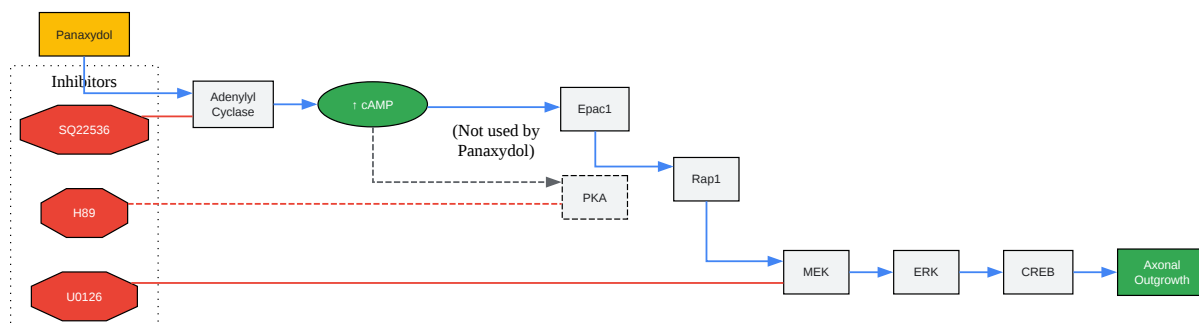 Panaxydol
Inhibitors
Adenylyl
Cyclase
↑ cAMP
Epac1
SQ22536
(Not used by
Panaxydol)
Rap1
PKA
H89
MEK
ERK
CREB
Axonal
Outgrowth
U0126